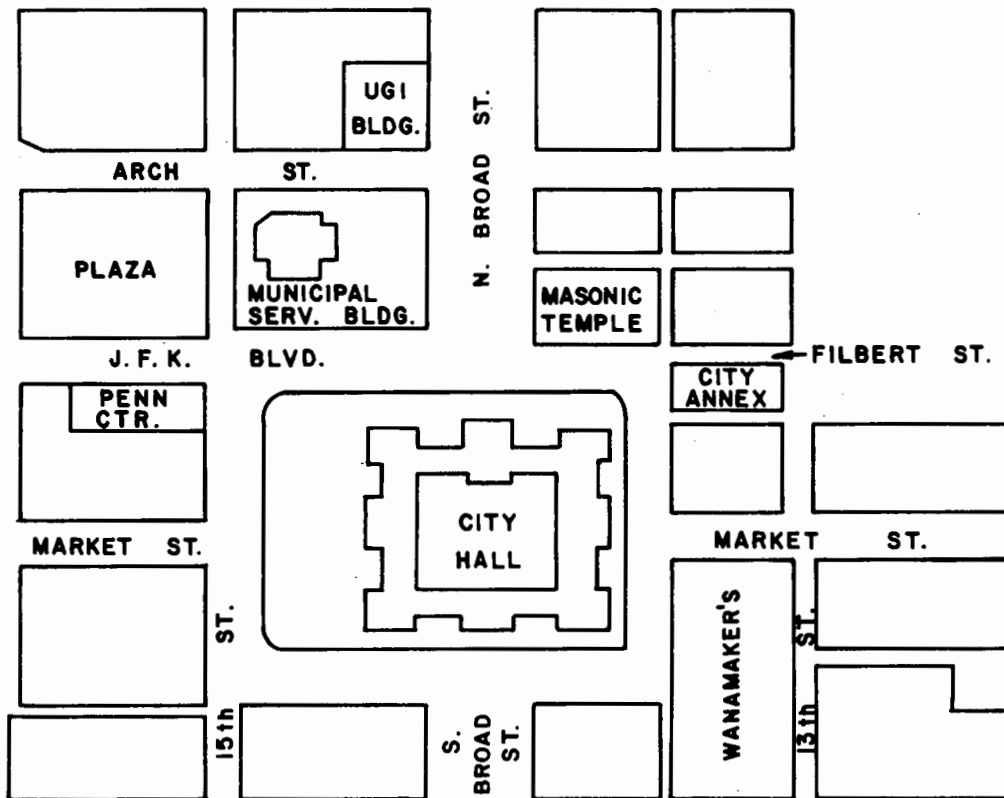 UGI
BLDG.
N. BROAD ST.
ARCH ST.
PLAZA
MUNICIPAL
SERV. BLDG.
MASONIC
TEMPLE
J. F. K. BLVD.
FILBERT ST.
PENN
CTR.
CITY
ANNEX
CITY
HALL
MARKET ST.
MARKET ST.
15th ST.
S.
BROAD
ST.
WANAMAKER'S
13th ST.